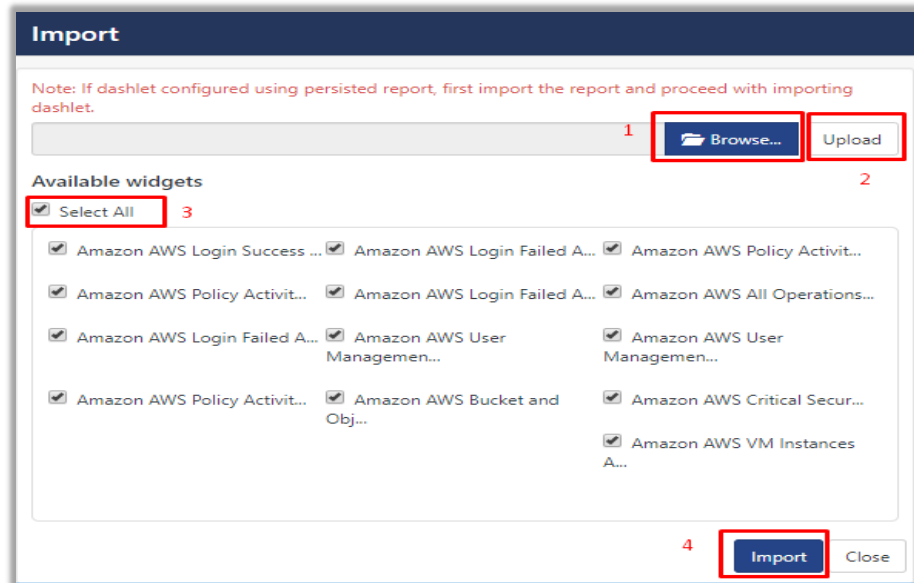 Import
Note: If dashlet configured using persisted report, first import the report and proceed with importing
dashlet.
1 Browse... Upload
2
Available widgets
Select All 3
Amazon AWS Login Success ... Amazon AWS Login Failed A... Amazon AWS Policy Activit...
Amazon AWS Policy Activit... Amazon AWS Login Failed A... Amazon AWS All Operations...
Amazon AWS Login Failed A... Amazon AWS User Managemen... Amazon AWS User Managemen...
Amazon AWS Policy Activit... Amazon AWS Bucket and Obj... Amazon AWS Critical Secur...
Amazon AWS VM Instances
A...
4 Import Close